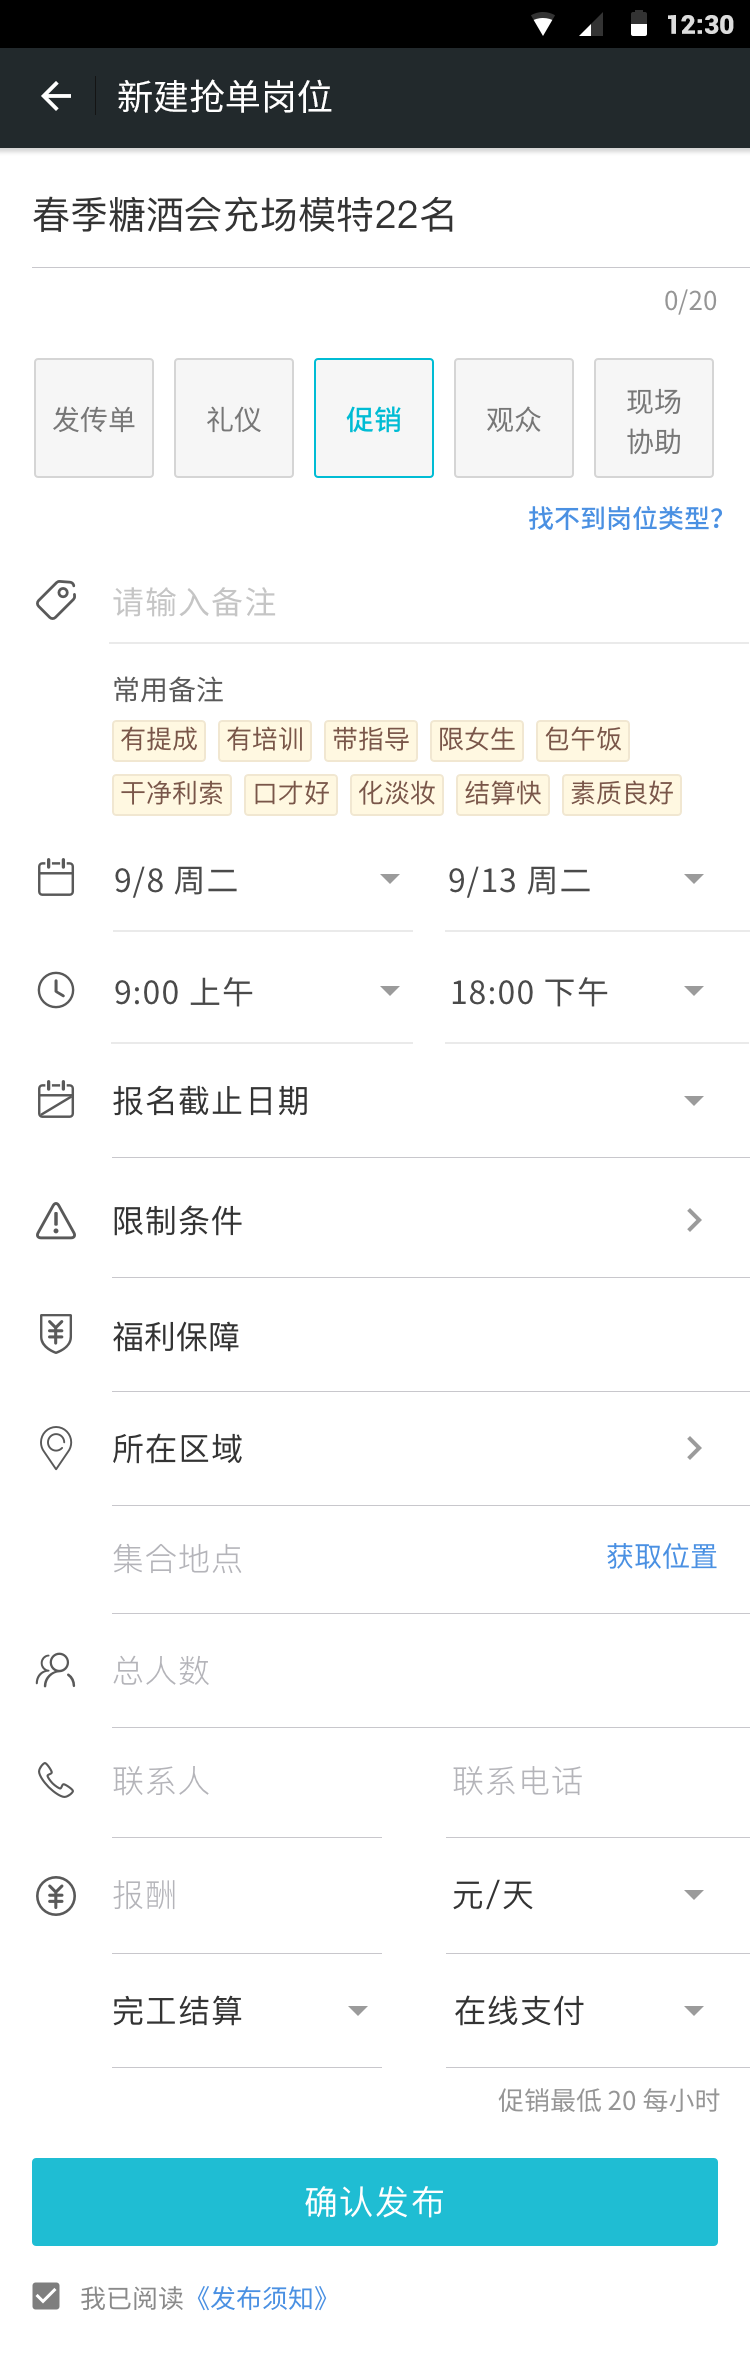 12:30
新建抢单岗位
春季糖酒会充场模特22名
0/20
发传单 礼仪 促销 观众 现场
协助
找不到岗位类型?
请输入备注
常用备注
有提成 有培训 带指导 限女生 包午饭
干净利索 口才好 化淡妆 结算快 素质良好
9/8 周二 9/13 周二
9:00 上午 18:00 下午
报名截止日期
限制条件
福利保障
所在区域
集合地点 获取位置
总人数
联系人 联系电话
报酬 元/天
完工结算 在线支付
促销最低 20 每小时
确认发布
我已阅读《发布须知》